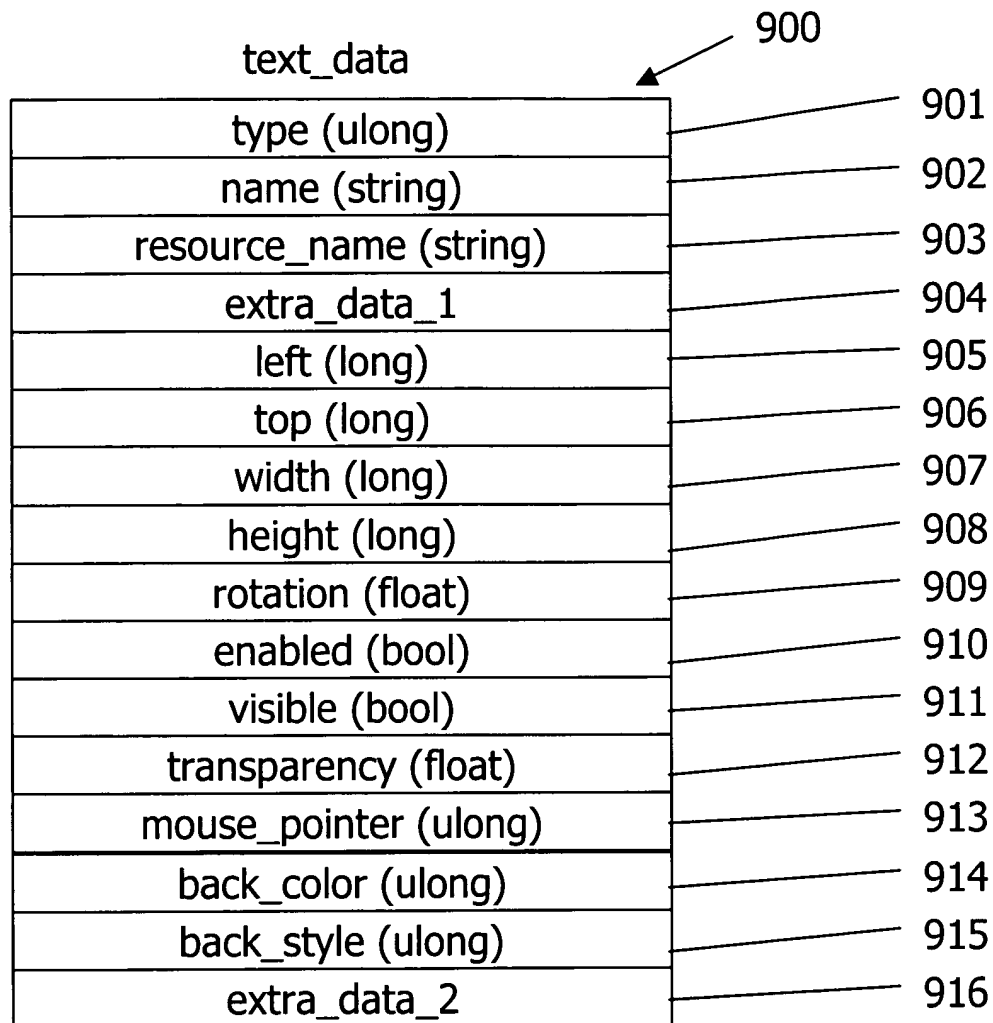 900
text_data
type (ulong) 901
name (string) 902
resource_name (string) 903
extra_data_1 904
left (long) 905
top (long) 906
width (long) 907
height (long) 908
rotation (float) 909
enabled (bool) 910
visible (bool) 911
transparency (float) 912
mouse_pointer (ulong) 913
back_color (ulong) 914
back_style (ulong) 915
extra_data_2 916